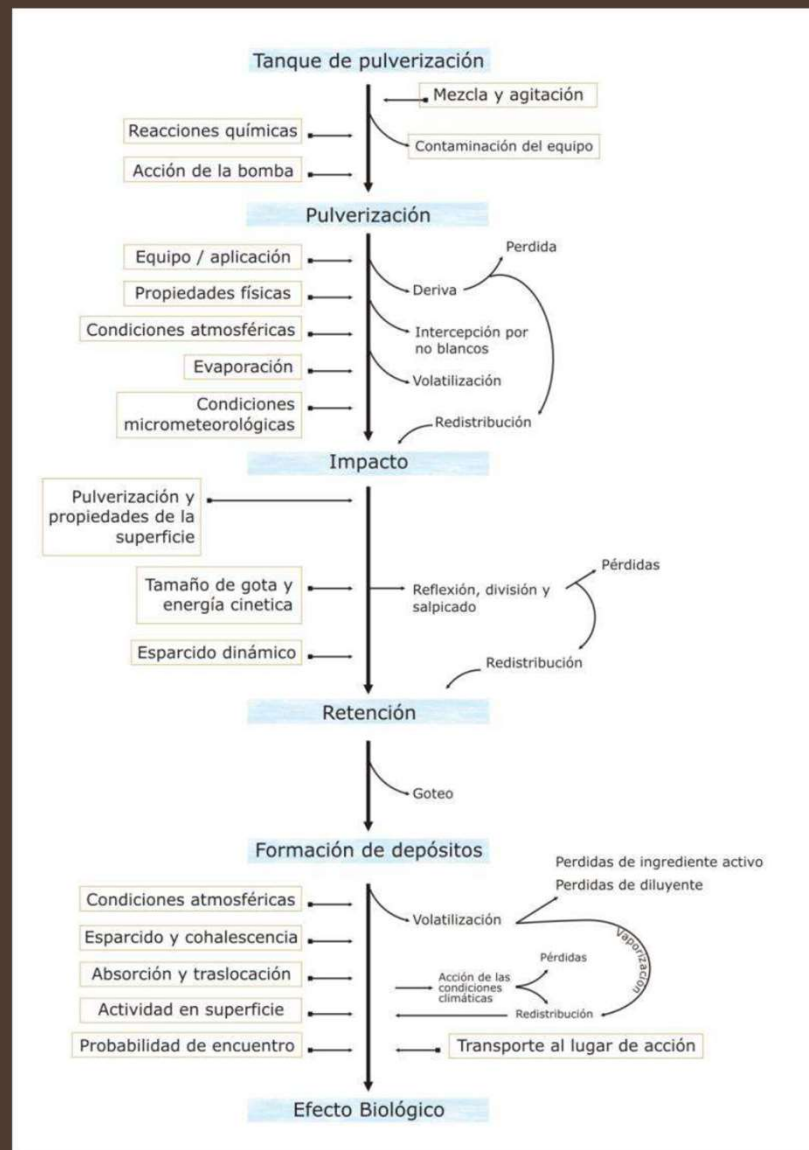 Tanque de pulverización
Mezcla y agitación
Reacciones químicas
Contaminación del equipo
Acción de la bomba
Pulverización
Equipo / aplicación
Perdida
Propiedades físicas
Deriva
Condiciones atmosféricas
Intercepción por
no blancos
Evaporación
Volatilización
Condiciones
micrometeorológicas
Redistribución
Impacto
Pulverización y
propiedades de la
superficie
Tamaño de gota y
energía cinetica
Reflexión, división y
salpicado
Pérdidas
Esparcido dinámico
Redistribución
Retención
Goteo
Formación de depósitos
Perdidas de ingrediente activo
Perdidas de diluyente
Condiciones atmosféricas
Volatilización
Vaporización
Esparcido y cohalescencia
Absorción y traslocación
Acción de las
condiciones
climáticas
Pérdidas
Actividad en superficie
Redistribución
Probabilidad de encuentro
Transporte al lugar de acción
Efecto Biológico